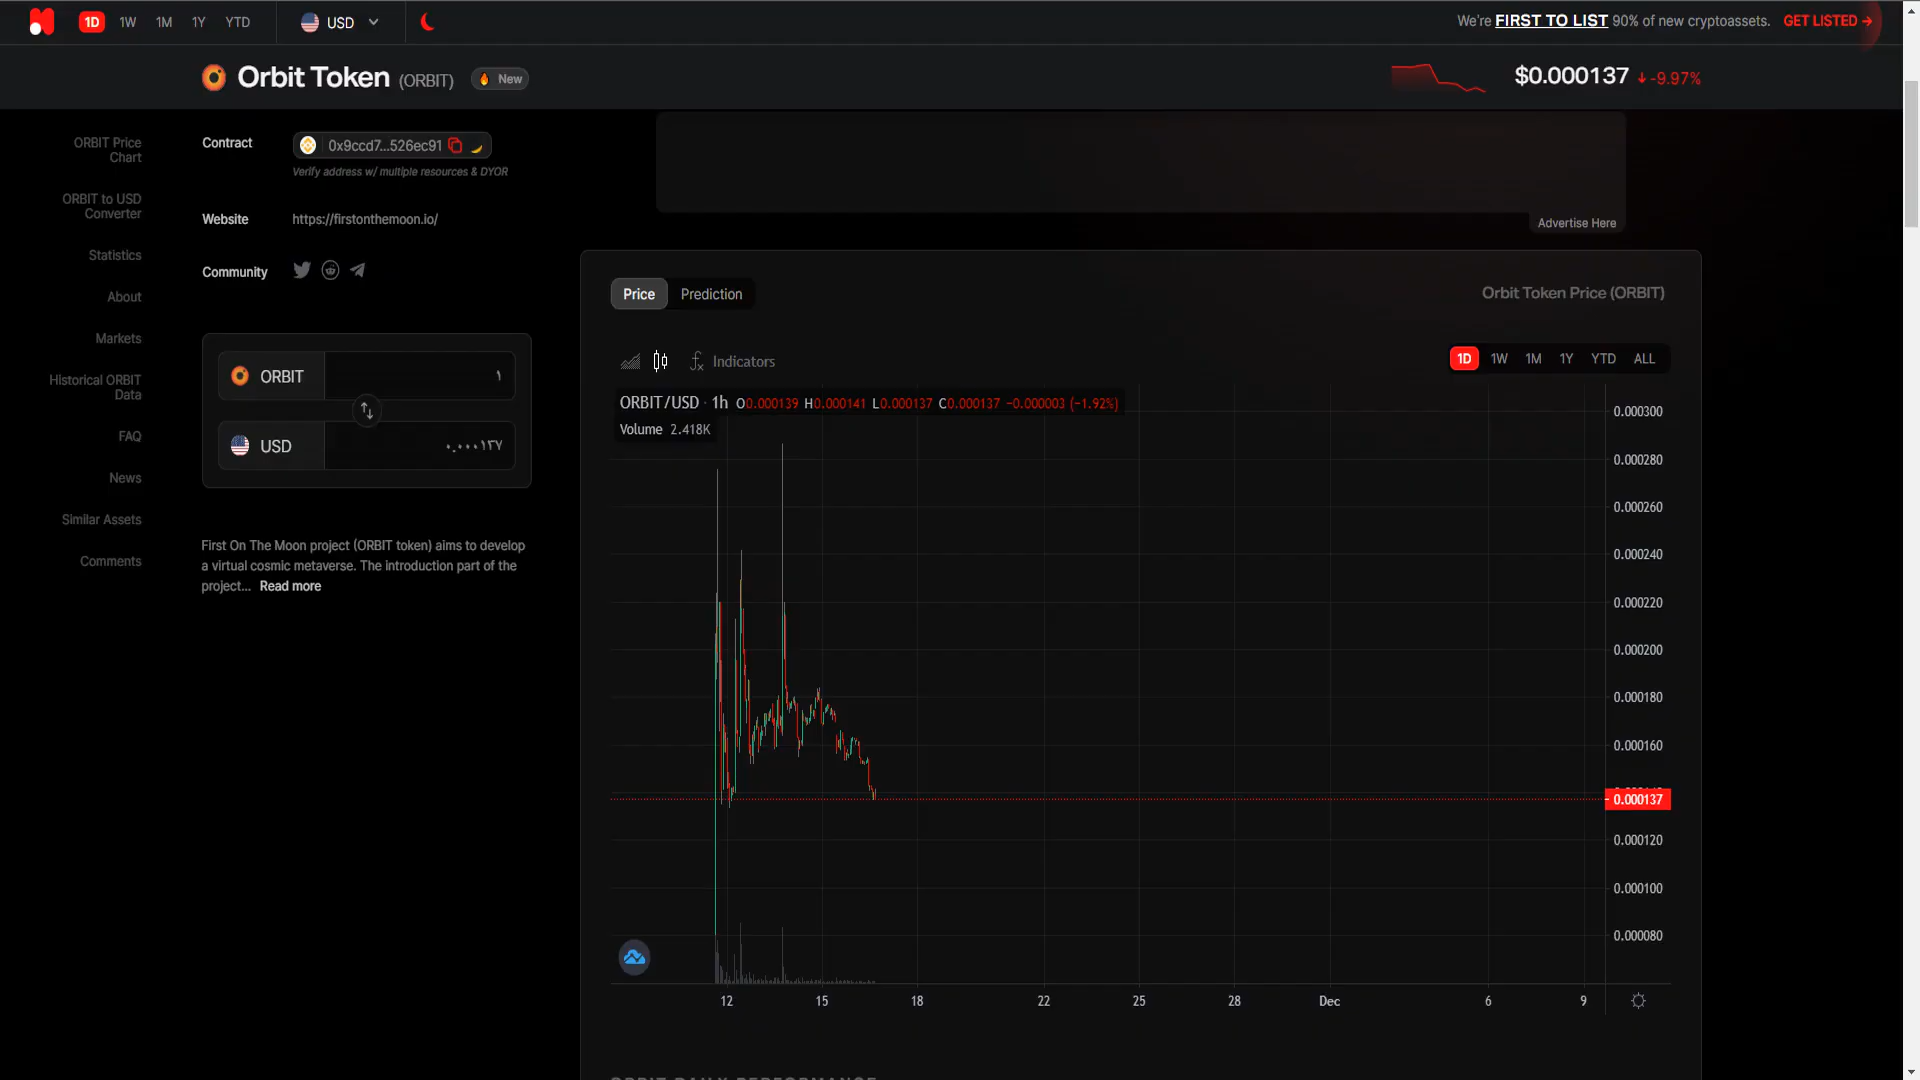 1D 1W 1M 1Y YTD USD We're FIRST TO LIST 90% of new cryptoassets. GET LISTED →
Orbit Token (ORBIT) New $0.000137 ↓ -9.97%
ORBIT Price
Chart
ORBIT to USD
Converter
Statistics
About
Markets
Historical ORBIT
Data
FAQ
News
Similar Assets
Comments
Contract 0x9ccd7...526ec91
Verify address w/ multiple resources & DYOR
Website https://firstonthemoon.io/
Community
ORBIT ۱
USD ۰.۰۰۰۱۳۷
First On The Moon project (ORBIT token) aims to develop
a virtual cosmic metaverse. The introduction part of the
project... Read more
Advertise Here
Price Prediction Orbit Token Price (ORBIT)
Indicators 1D 1W 1M 1Y YTD ALL
ORBIT/USD · 1h O0.000139 H0.000141 L0.000137 C0.000137 −0.000003 (−1.92%)
Volume 2.418K
0.000300
0.000280
0.000260
0.000240
0.000220
0.000200
0.000180
0.000160
0.000137
0.000120
0.000100
0.000080
12 15 18 22 25 28 Dec 6 9
ORBIT DAILY PERFORMANCE